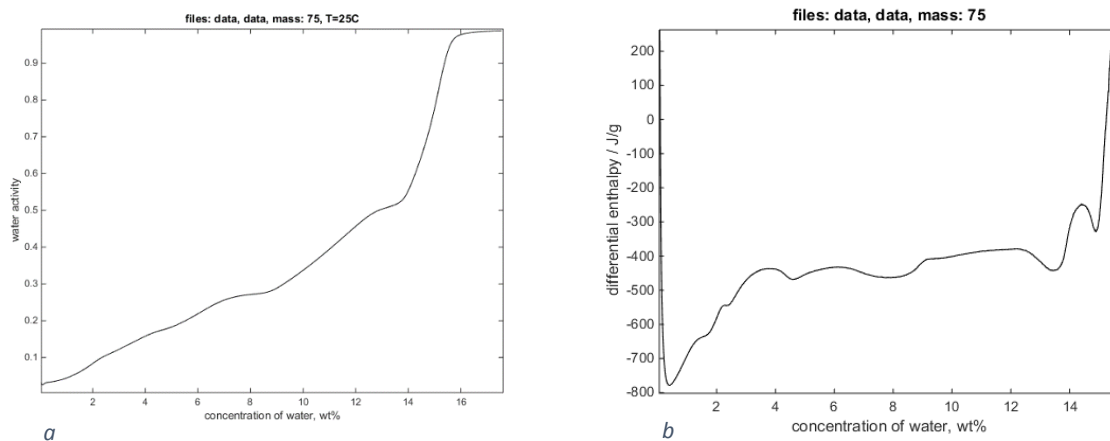 files: data, data, mass: 75, T=25C
water activity
0.9
0.8
0.7
0.6
0.5
0.4
0.3
0.2
0.1
2 4 6 8 10 12 14 16
concentration of water, wt%
a
files: data, data, mass: 75
differential enthalpy / J/g
200
100
0
-100
-200
-300
-400
-500
-600
-700
-800
2 4 6 8 10 12 14
concentration of water, wt%
b